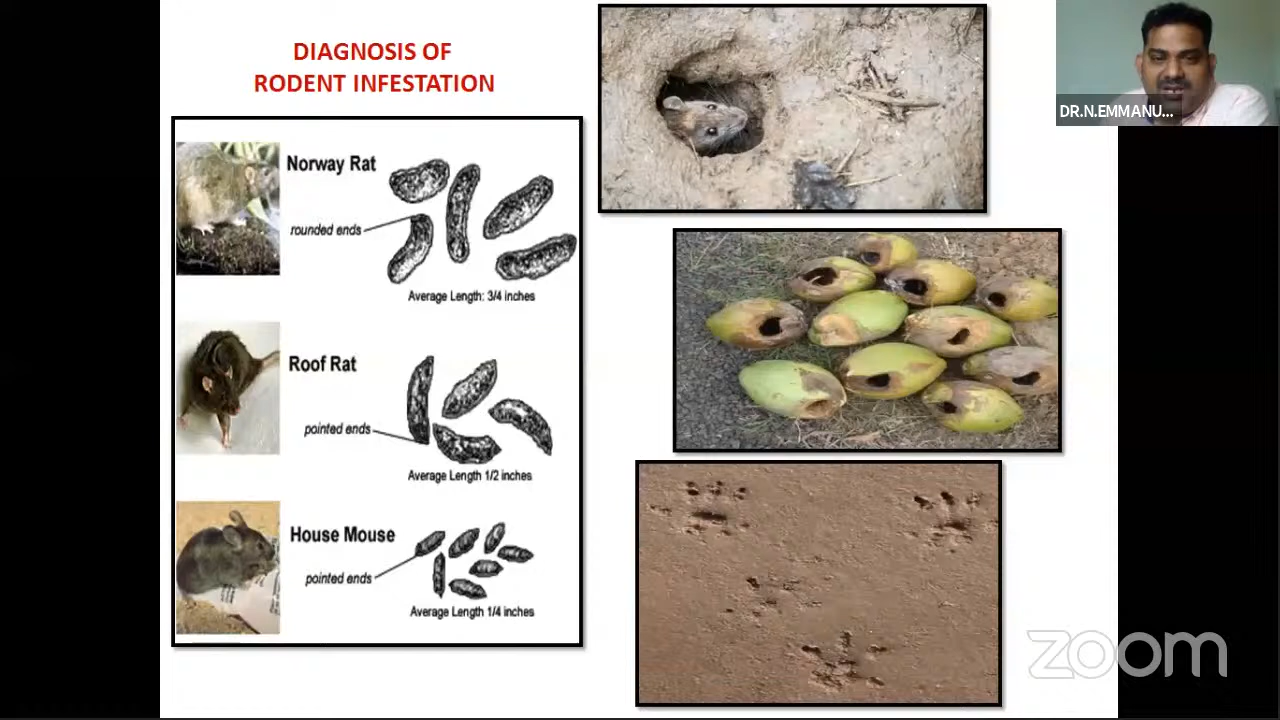 DIAGNOSIS OF
RODENT INFESTATION
Norway Rat
rounded ends
Average Length: 3/4 inches
Roof Rat
pointed ends
Average Length 1/2 inches
House Mouse
pointed ends
Average Length 1/4 inches
DR.N.EMMANU...
zoom